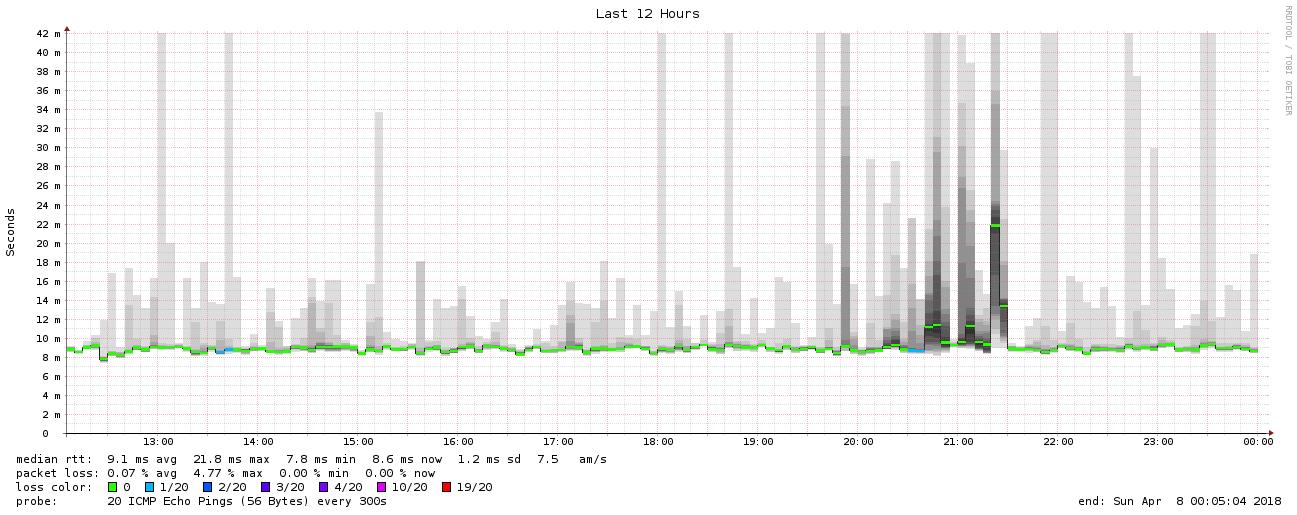 Last 12 Hours
RRDTOOL / TOBI OETIKER
Seconds
42 m
40 m
38 m
36 m
34 m
32 m
30 m
28 m
26 m
24 m
22 m
20 m
18 m
16 m
14 m
12 m
10 m
8 m
6 m
4 m
2 m
0
13:00 14:00 15:00 16:00 17:00 18:00 19:00 20:00 21:00 22:00 23:00 00:00
median rtt: 9.1 ms avg 21.8 ms max 7.8 ms min 8.6 ms now 1.2 ms sd 7.5 am/s
packet loss: 0.07 % avg 4.77 % max 0.00 % min 0.00 % now
loss color: 0 1/20 2/20 3/20 4/20 10/20 19/20
probe: 20 ICMP Echo Pings (56 Bytes) every 300s end: Sun Apr 8 00:05:04 2018